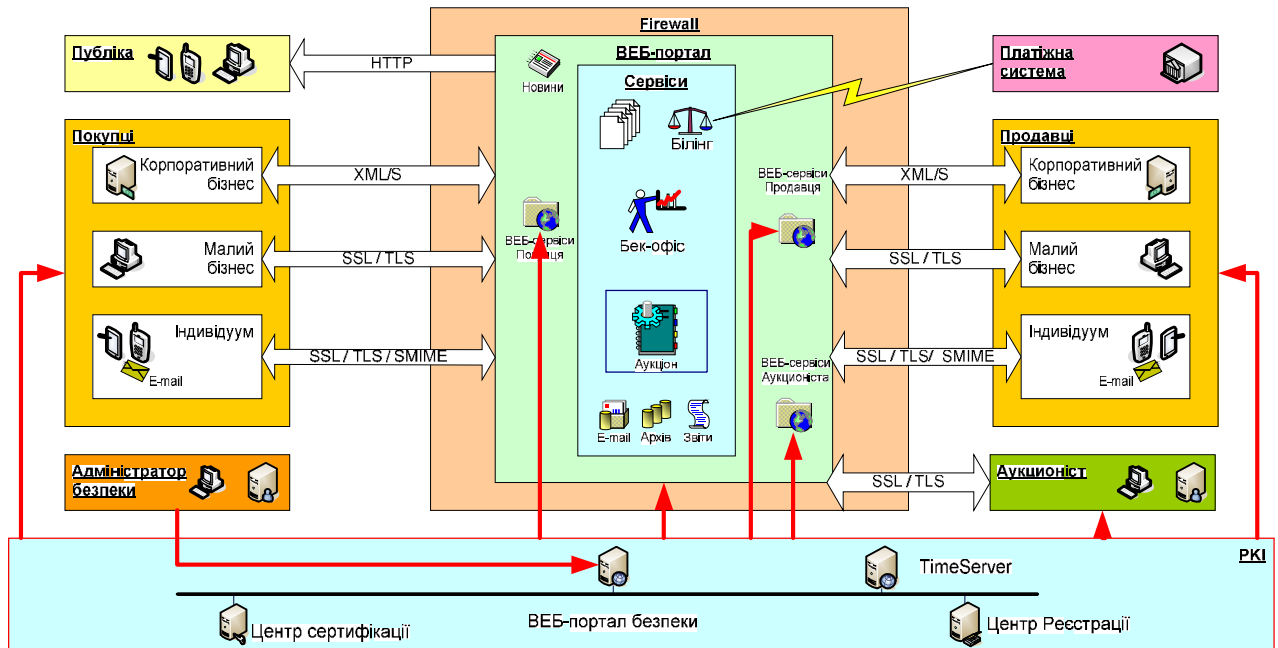 Firewall
Публіка
HTTP
ВЕБ-портал
Новини
Сервіси
Білінг
Платіжна
система
Покупці
Корпоративний
бізнес
XML/S
Малий
бізнес
SSL / TLS
Індивідуум
E-mail
SSL / TLS / SMIME
ВЕБ-сервіси
Бек-офіс
Аукціон
E-mail
Архів
Звіти
ВЕБ-сервіси
Продавця
ВЕБ-сервіси
Аукциониста
Продавці
XML/S
Корпоративний
бізнес
SSL / TLS
Малий
бізнес
SSL / TLS/ SMIME
Індивідуум
E-mail
Адміністратор
безпеки
SSL / TLS
Аукционіст
PKI
TimeServer
Центр сертифікації
ВЕБ-портал безпеки
Центр Реєстрації